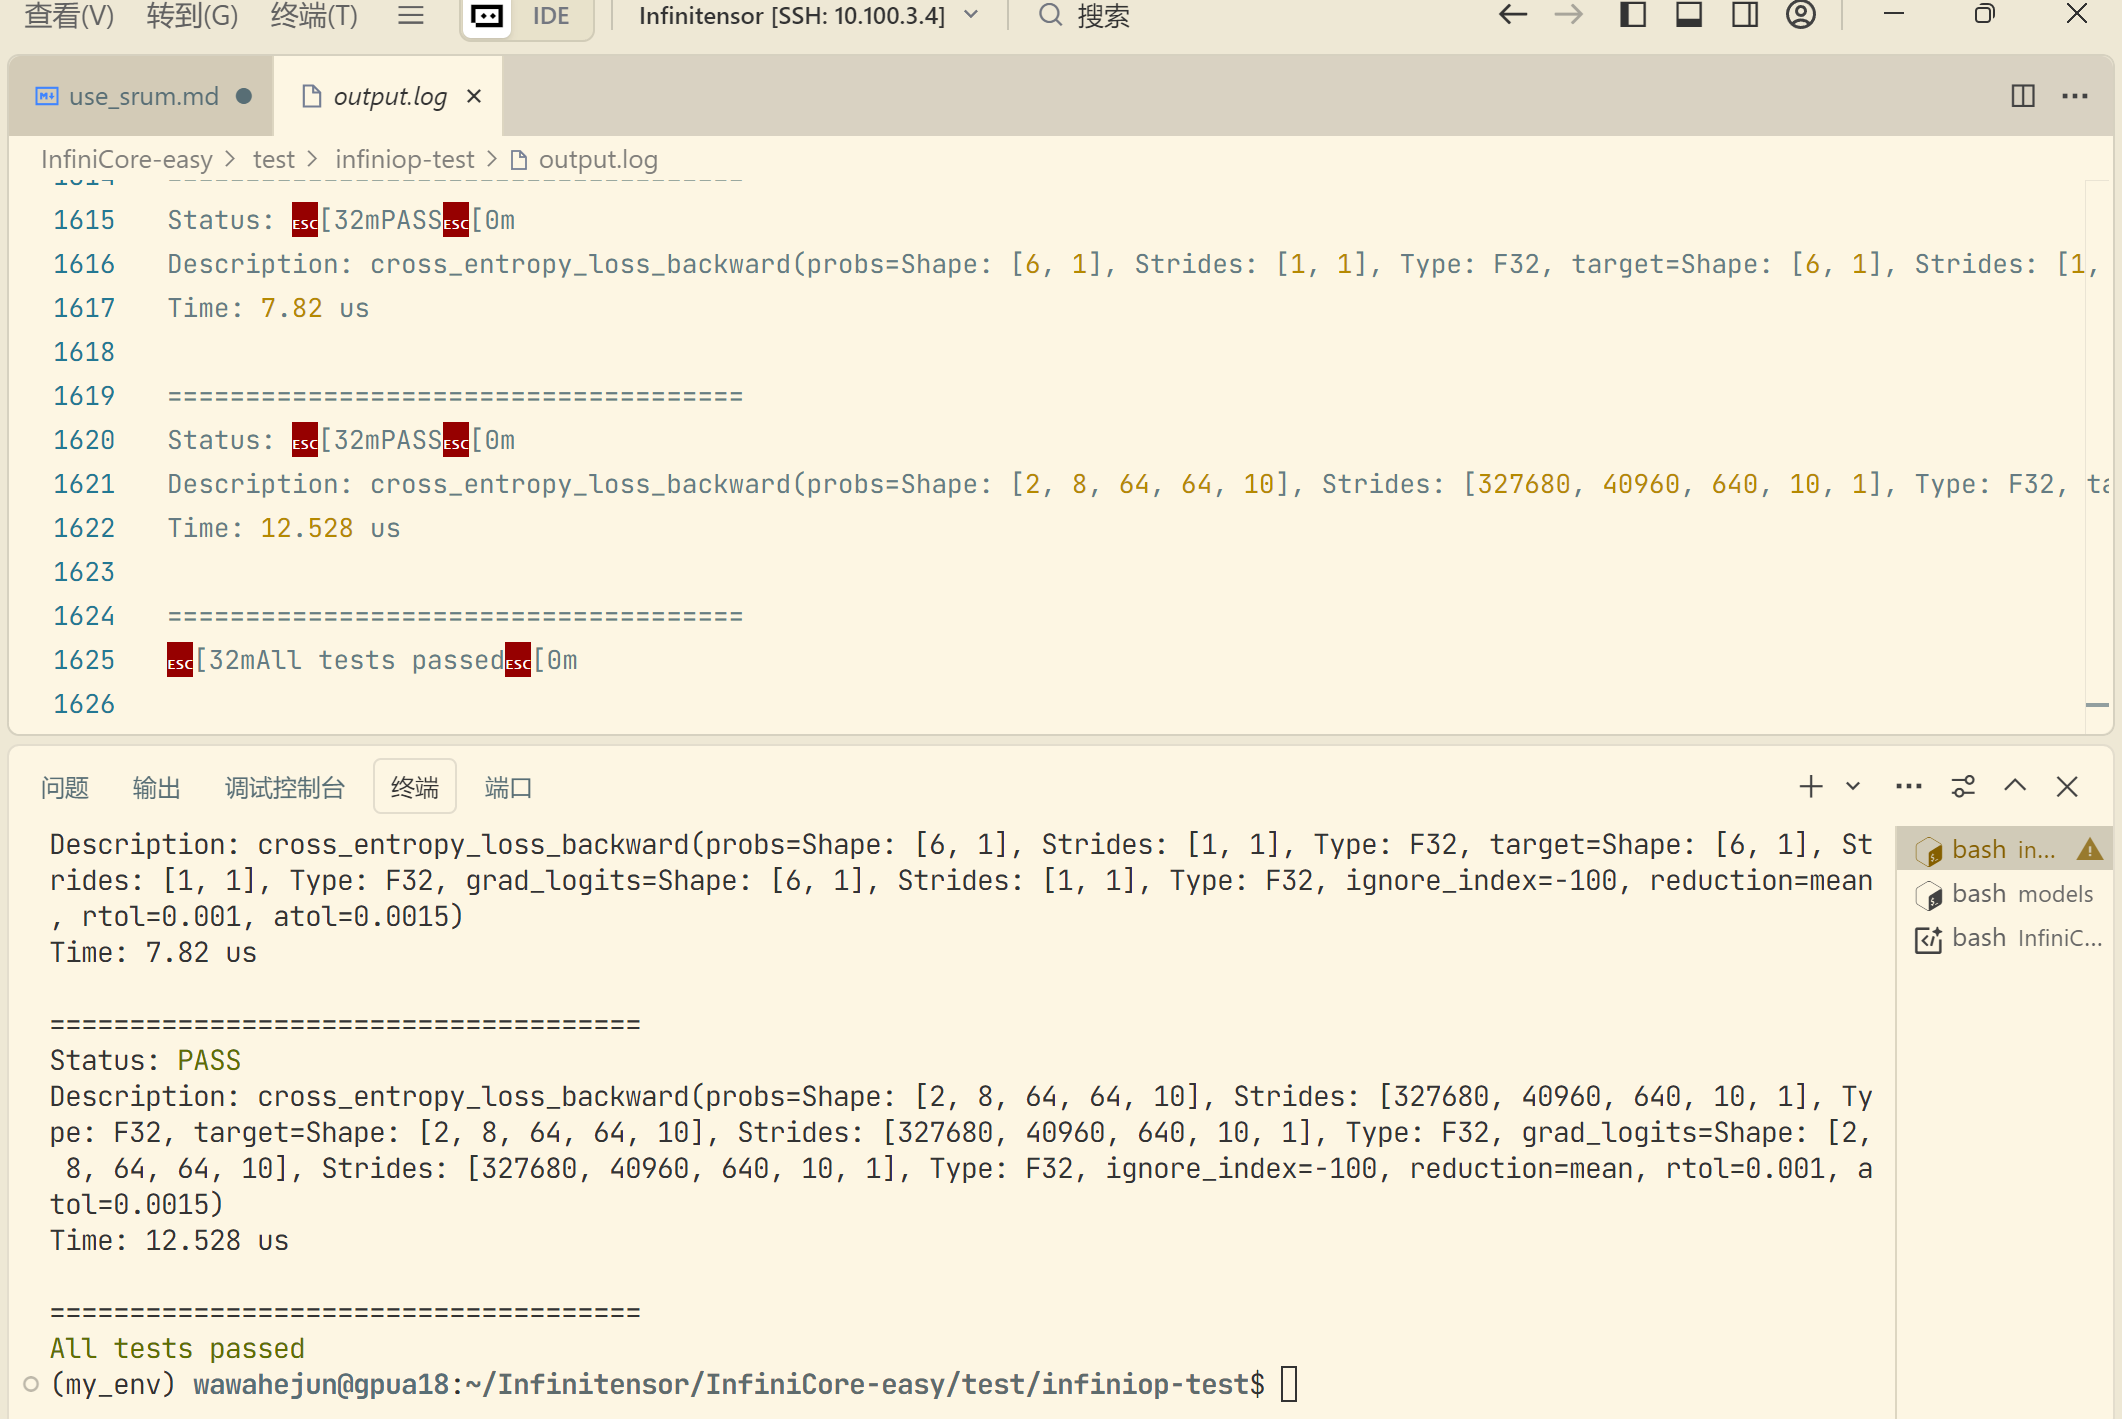 查看(V) 转到(G) 终端(T) IDE Infinitensor [SSH: 10.100.3.4] 搜索
use_srum.md output.log
InfiniCore-easy > test > infiniop-test > output.log
1614 =====================================
1615 Status: ESC[32mPASSESC[0m
1616 Description: cross_entropy_loss_backward(probs=Shape: [6, 1], Strides: [1, 1], Type: F32, target=Shape: [6, 1], Strides: [1,
1617 Time: 7.82 us
1618
1619 =====================================
1620 Status: ESC[32mPASSESC[0m
1621 Description: cross_entropy_loss_backward(probs=Shape: [2, 8, 64, 64, 10], Strides: [327680, 40960, 640, 10, 1], Type: F32, ta
1622 Time: 12.528 us
1623
1624 =====================================
1625 ESC[32mAll tests passedESC[0m
1626
问题 输出 调试控制台 终端 端口
Description: cross_entropy_loss_backward(probs=Shape: [6, 1], Strides: [1, 1], Type: F32, target=Shape: [6, 1], St
rides: [1, 1], Type: F32, grad_logits=Shape: [6, 1], Strides: [1, 1], Type: F32, ignore_index=-100, reduction=mean
, rtol=0.001, atol=0.0015)
Time: 7.82 us
=====================================
Status: PASS
Description: cross_entropy_loss_backward(probs=Shape: [2, 8, 64, 64, 10], Strides: [327680, 40960, 640, 10, 1], Ty
pe: F32, target=Shape: [2, 8, 64, 64, 10], Strides: [327680, 40960, 640, 10, 1], Type: F32, grad_logits=Shape: [2,
 8, 64, 64, 10], Strides: [327680, 40960, 640, 10, 1], Type: F32, ignore_index=-100, reduction=mean, rtol=0.001, a
tol=0.0015)
Time: 12.528 us
=====================================
All tests passed
(my_env) wawahejun@gpua18:~/Infinitensor/InfiniCore-easy/test/infiniop-test$
bash in...
bash models
bash InfiniC...